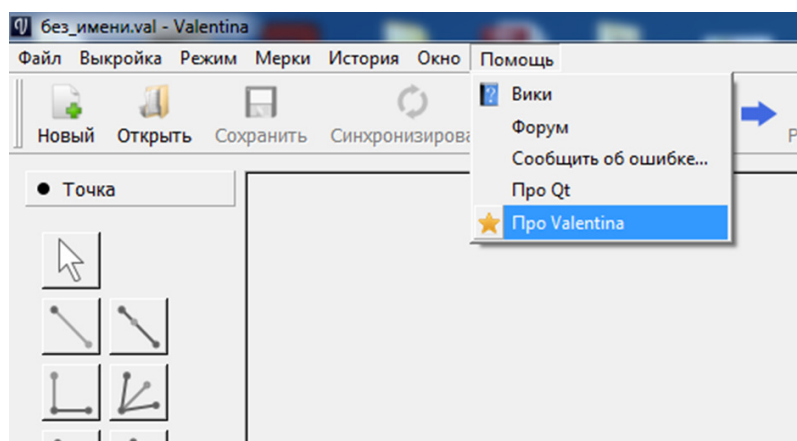 без_имени.val - Valentina
Файл Выкройка Режим Мерки История Окно Помощь
Новый Открыть Сохранить
Вики
Форум
Сообщить об ошибке...
Про Qt
Про Valentina
Точка